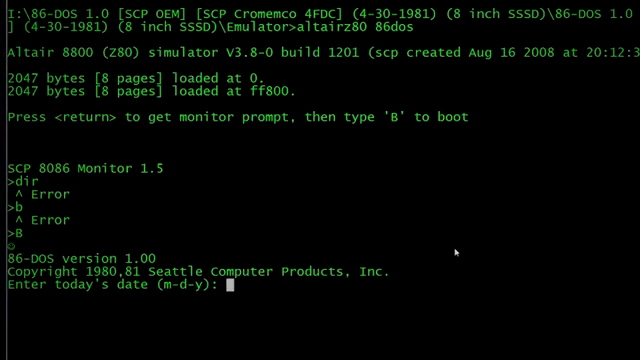 I:\86-DOS 1.0 [SCP OEM] [SCP Cromemco 4FDC] (4-30-1981) (8 inch SSSD)\86-DOS 1.0
] (4-30-1981) (8 inch SSSD)\Emulator>altairz80 86dos
Altair 8800 (Z80) simulator V3.8-0 build 1201 (scp created Aug 16 2008 at 20:12:3
2047 bytes [8 pages] loaded at 0.
2047 bytes [8 pages] loaded at ff800.
Press <return> to get monitor prompt, then type 'B' to boot
SCP 8086 Monitor 1.5
>dir
^ Error
>b
^ Error
>B
☺
86-DOS version 1.00
Copyright 1980,81 Seattle Computer Products, Inc.
Enter today's date (m-d-y):